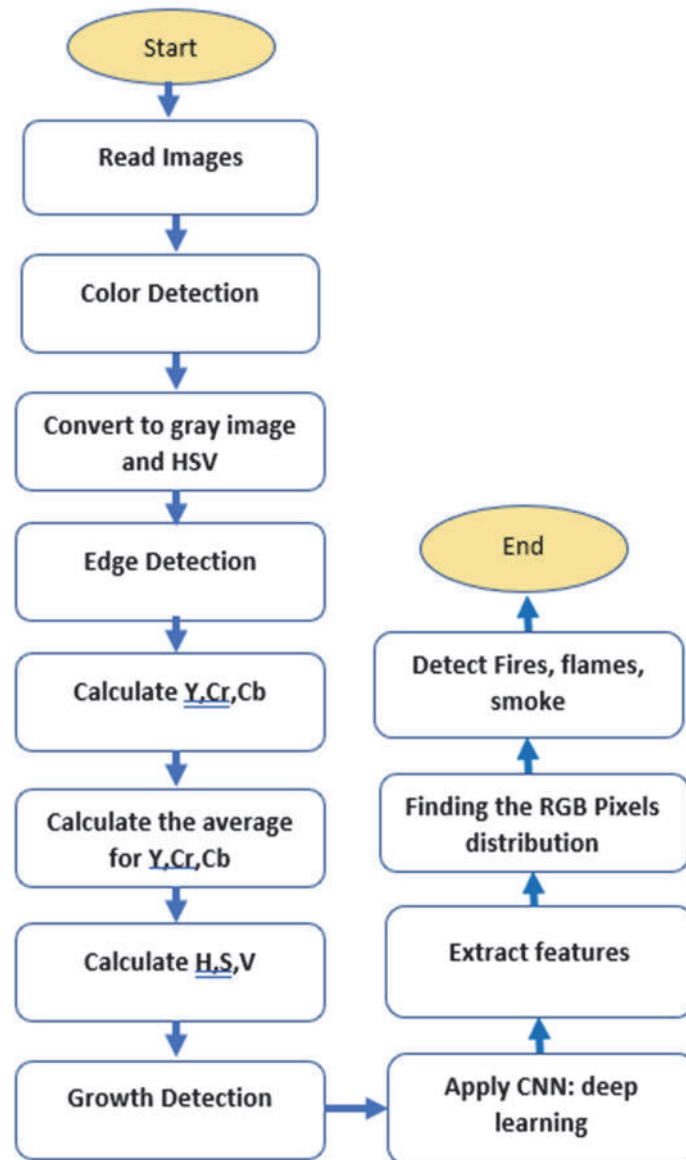 Start
Read Images
Color Detection
Convert to gray image
and HSV
Edge Detection
Calculate Y,Cr,Cb
Calculate the average
for Y,Cr,Cb
Calculate H,S,V
Growth Detection
Apply CNN: deep
learning
Extract features
Finding the RGB Pixels
distribution
Detect Fires, flames,
smoke
End